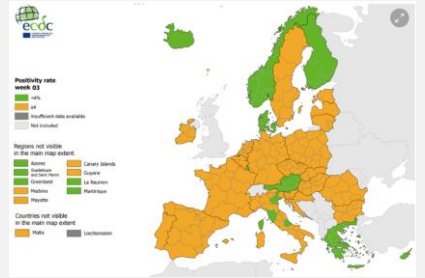 ecdc
Positivity rate
week 03
<4%
≥4
Insufficient data available
Not included
Regions not visible
in the main map extent
Azores
Guadeloupe
and Saint Martin
Greenland
Madeira
Mayotte
Canary Islands
Guyane
La Reunion
Martinique
Countries not visible
in the main map extent
Malta
Liechtenstein